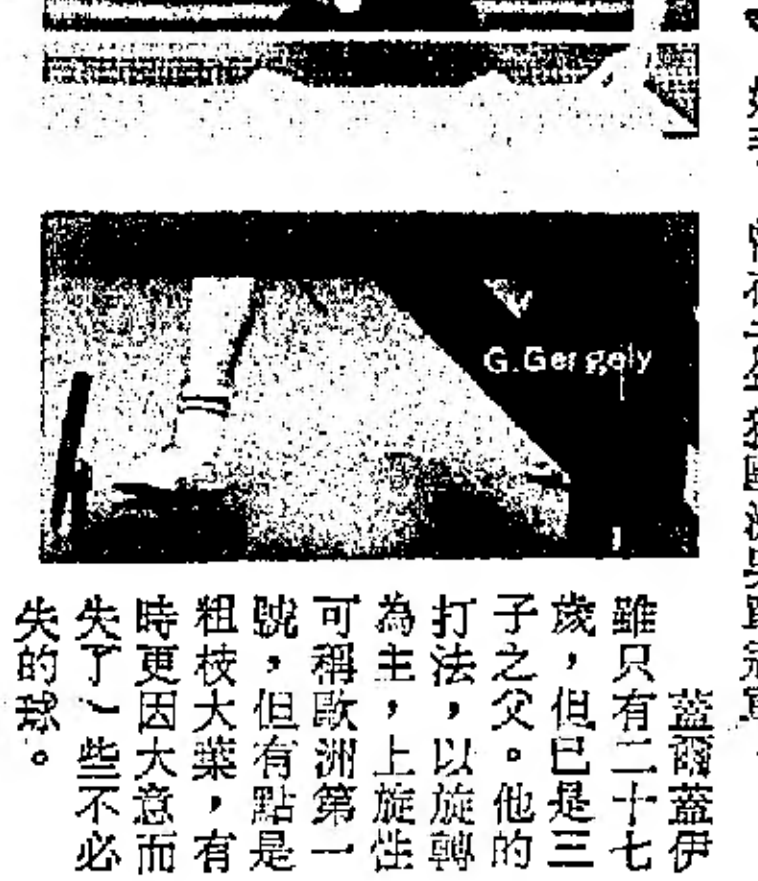 G.Gergely
蓋爾蓋伊
雖只有二十七
歲，但已是三
子之父。他的
打法，以旋轉
為主，上旋性
可稱歐洲第一
號，但有點是
粗枝大葉，有
時更因大意而
失了一些不必
失的球。